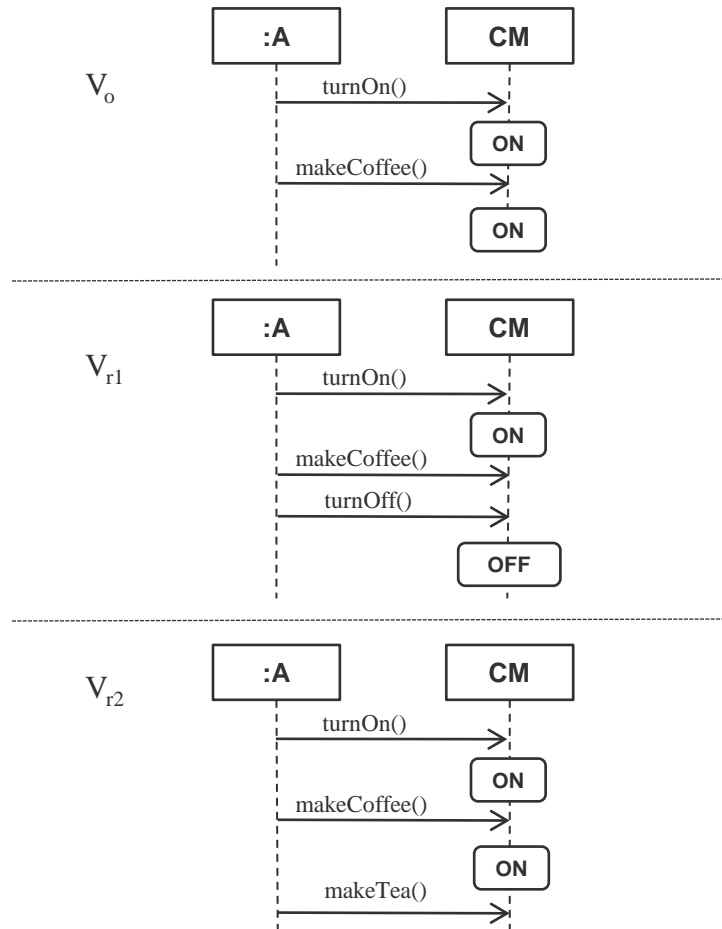 :A CM
Vo
turnOn()
ON
makeCoffee()
ON
:A CM
Vr1
turnOn()
ON
makeCoffee()
turnOff()
OFF
:A CM
Vr2
turnOn()
ON
makeCoffee()
ON
makeTea()